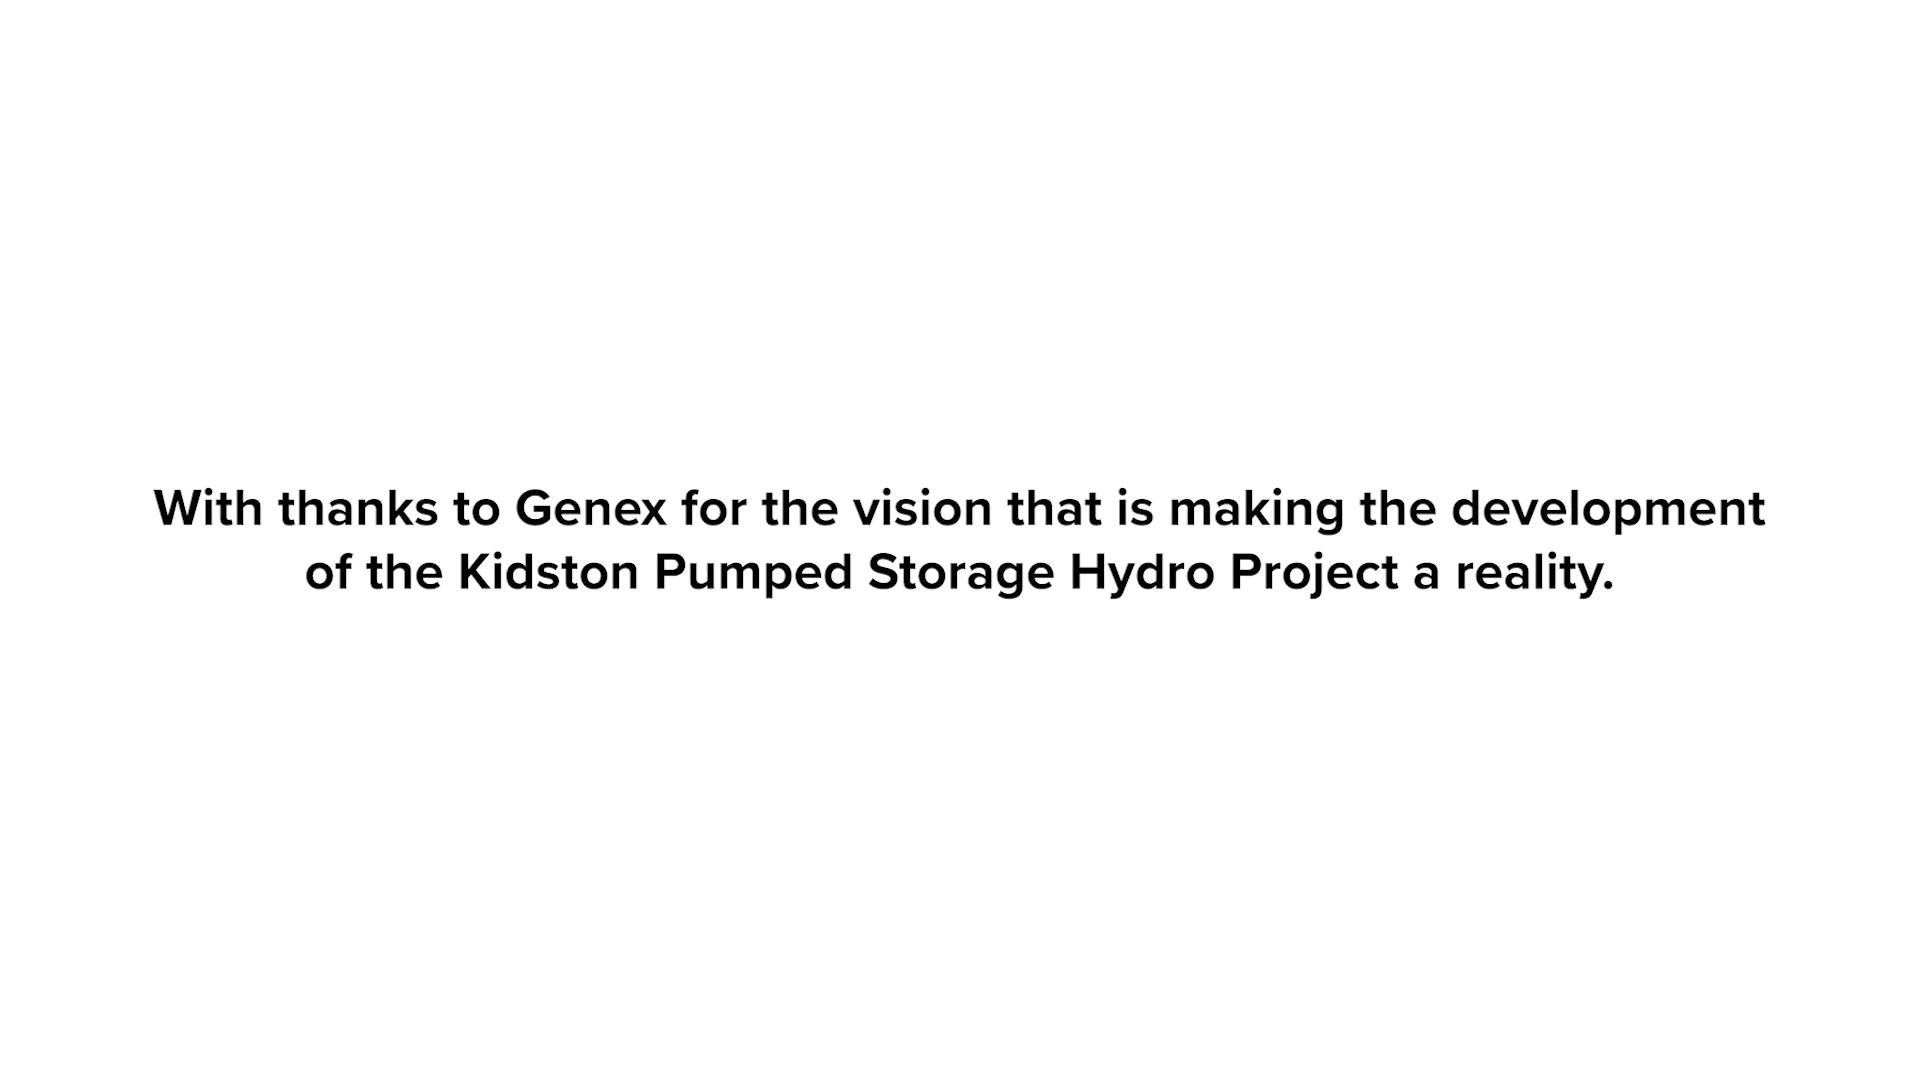 With thanks to Genex for the vision that is making the development
of the Kidston Pumped Storage Hydro Project a reality.